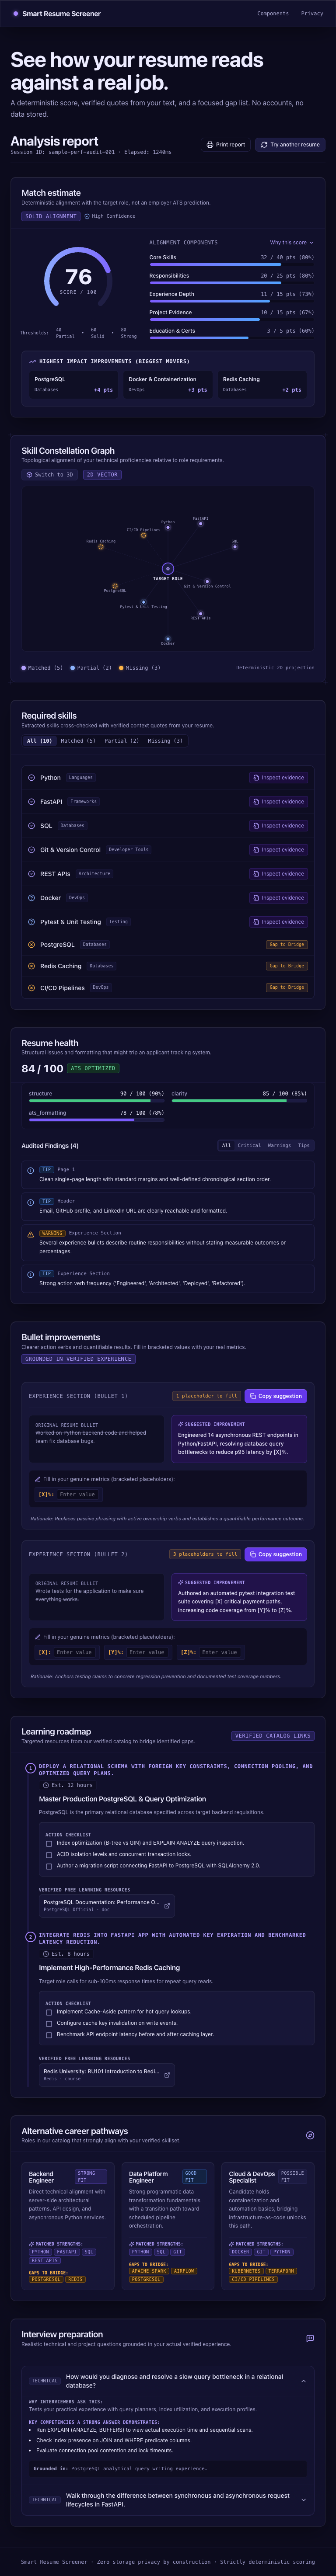 Smart Resume Screener
Components
Privacy
See how your resume reads
against a real job.
A deterministic score, verified quotes from your text, and a focused gap list. No accounts, no
data stored.
Analysis report
Session ID: sample-perf-audit-001 · Elapsed: 1240ms
Print report
Try another resume
Match estimate
Deterministic alignment with the target role, not an employer ATS prediction.
SOLID ALIGNMENT
High Confidence
76
SCORE / 100
Thresholds:
40 Partial
•
60 Solid
•
80 Strong
ALIGNMENT COMPONENTS
Why this score
Core Skills
32 / 40 pts (80%)
Responsibilities
20 / 25 pts (80%)
Experience Depth
11 / 15 pts (73%)
Project Evidence
10 / 15 pts (67%)
Education & Certs
3 / 5 pts (60%)
HIGHEST IMPACT IMPROVEMENTS (BIGGEST MOVERS)
PostgreSQL
Databases
+4 pts
Docker & Containerization
DevOps
+3 pts
Redis Caching
Databases
+2 pts
Skill Constellation Graph
Topological alignment of your technical proficiencies relative to role requirements.
Switch to 3D
2D VECTOR
Python
FastAPI
CI/CD Pipelines
Redis Caching
SQL
TARGET ROLE
Git & Version Control
PostgreSQL
Pytest & Unit Testing
REST APIs
Docker
Matched (5)
Partial (2)
Missing (3)
Deterministic 2D projection
Required skills
Extracted skills cross-checked with verified context quotes from your resume.
All (10)
Matched (5)
Partial (2)
Missing (3)
Python
Languages
Inspect evidence
FastAPI
Frameworks
Inspect evidence
SQL
Databases
Inspect evidence
Git & Version Control
Developer Tools
Inspect evidence
REST APIs
Architecture
Inspect evidence
Docker
DevOps
Inspect evidence
Pytest & Unit Testing
Testing
Inspect evidence
PostgreSQL
Databases
Gap to Bridge
Redis Caching
Databases
Gap to Bridge
CI/CD Pipelines
DevOps
Gap to Bridge
Resume health
Structural issues and formatting that might trip an applicant tracking system.
84 / 100
ATS OPTIMIZED
structure
90 / 100 (90%)
clarity
85 / 100 (85%)
ats_formatting
78 / 100 (78%)
Audited Findings (4)
All
Critical
Warnings
Tips
TIP
Page 1
Clean single-page length with standard margins and well-defined chronological section order.
TIP
Header
Email, GitHub profile, and LinkedIn URL are clearly reachable and formatted.
WARNING
Experience Section
Several experience bullets describe routine responsibilities without stating measurable outcomes or
percentages.
TIP
Experience Section
Strong action verb frequency ('Engineered', 'Architected', 'Deployed', 'Refactored').
Bullet improvements
Clearer action verbs and quantifiable results. Fill in bracketed values with your real metrics.
GROUNDED IN VERIFIED EXPERIENCE
EXPERIENCE SECTION (BULLET 1)
1 placeholder to fill
Copy suggestion
ORIGINAL RESUME BULLET
Worked on Python backend code and helped
team fix database bugs.
SUGGESTED IMPROVEMENT
Engineered 14 asynchronous REST endpoints in
Python/FastAPI, resolving database query
bottlenecks to reduce p95 latency by [X]%.
Fill in your genuine metrics (bracketed placeholders):
[X]%:
Enter value
Rationale: Replaces passive phrasing with active ownership verbs and establishes a quantifiable performance outcome.
EXPERIENCE SECTION (BULLET 2)
3 placeholders to fill
Copy suggestion
ORIGINAL RESUME BULLET
Wrote tests for the application to make sure
everything works.
SUGGESTED IMPROVEMENT
Authored an automated pytest integration test
suite covering [X] critical payment paths,
increasing code coverage from [Y]% to [Z]%.
Fill in your genuine metrics (bracketed placeholders):
[X]:
Enter value
[Y]%:
Enter value
[Z]%:
Enter value
Rationale: Anchors testing claims to concrete regression prevention and documented test coverage numbers.
Learning roadmap
Targeted resources from our verified catalog to bridge identified gaps.
VERIFIED CATALOG LINKS
1
DEPLOY A RELATIONAL SCHEMA WITH FOREIGN KEY CONSTRAINTS, CONNECTION POOLING, AND
OPTIMIZED QUERY PLANS.
Est. 12 hours
Master Production PostgreSQL & Query Optimization
PostgreSQL is the primary relational database specified across target backend requisitions.
ACTION CHECKLIST
Index optimization (B-tree vs GIN) and EXPLAIN ANALYZE query inspection.
ACID isolation levels and concurrent transaction locks.
Author a migration script connecting FastAPI to PostgreSQL with SQLAlchemy 2.0.
VERIFIED FREE LEARNING RESOURCES
PostgreSQL Documentation: Performance O...
PostgreSQL Official · doc
2
INTEGRATE REDIS INTO FASTAPI APP WITH AUTOMATED KEY EXPIRATION AND BENCHMARKED
LATENCY REDUCTION.
Est. 8 hours
Implement High-Performance Redis Caching
Target role calls for sub-100ms response times for repeat query reads.
ACTION CHECKLIST
Implement Cache-Aside pattern for hot query lookups.
Configure cache key invalidation on write events.
Benchmark API endpoint latency before and after caching layer.
VERIFIED FREE LEARNING RESOURCES
Redis University: RU101 Introduction to Redi...
Redis · course
Alternative career pathways
Roles in our catalog that strongly align with your verified skillset.
Backend
Engineer
STRONG FIT
Direct technical alignment with
server-side architectural
patterns, API design, and
asynchronous Python services.
MATCHED STRENGTHS:
PYTHON
FASTAPI
SQL
REST APIS
GAPS TO BRIDGE:
POSTGRESQL
REDIS
Data Platform
Engineer
GOOD FIT
Strong programmatic data
transformation fundamentals
with a transition path toward
scheduled pipeline
orchestration.
MATCHED STRENGTHS:
PYTHON
SQL
GIT
GAPS TO BRIDGE:
APACHE SPARK
AIRFLOW
POSTGRESQL
Cloud & DevOps
Specialist
POSSIBLE FIT
Candidate holds
containerization and
automation basics; bridging
infrastructure-as-code unlocks
this path.
MATCHED STRENGTHS:
DOCKER
GIT
PYTHON
GAPS TO BRIDGE:
KUBERNETES
TERRAFORM
CI/CD PIPELINES
Interview preparation
Realistic technical and project questions grounded in your actual verified experience.
TECHNICAL
How would you diagnose and resolve a slow query bottleneck in a relational
database?
WHY INTERVIEWERS ASK THIS:
Tests your practical experience with query planners, index utilization, and execution profiles.
KEY COMPETENCIES A STRONG ANSWER DEMONSTRATES:
• Run EXPLAIN (ANALYZE, BUFFERS) to view actual execution time and sequential scans.
• Check index presence on JOIN and WHERE predicate columns.
• Evaluate connection pool contention and lock timeouts.
Grounded in: PostgreSQL analytical query writing experience.
TECHNICAL
Walk through the difference between synchronous and asynchronous request
lifecycles in FastAPI.
Smart Resume Screener · Zero storage privacy by construction · Strictly deterministic scoring